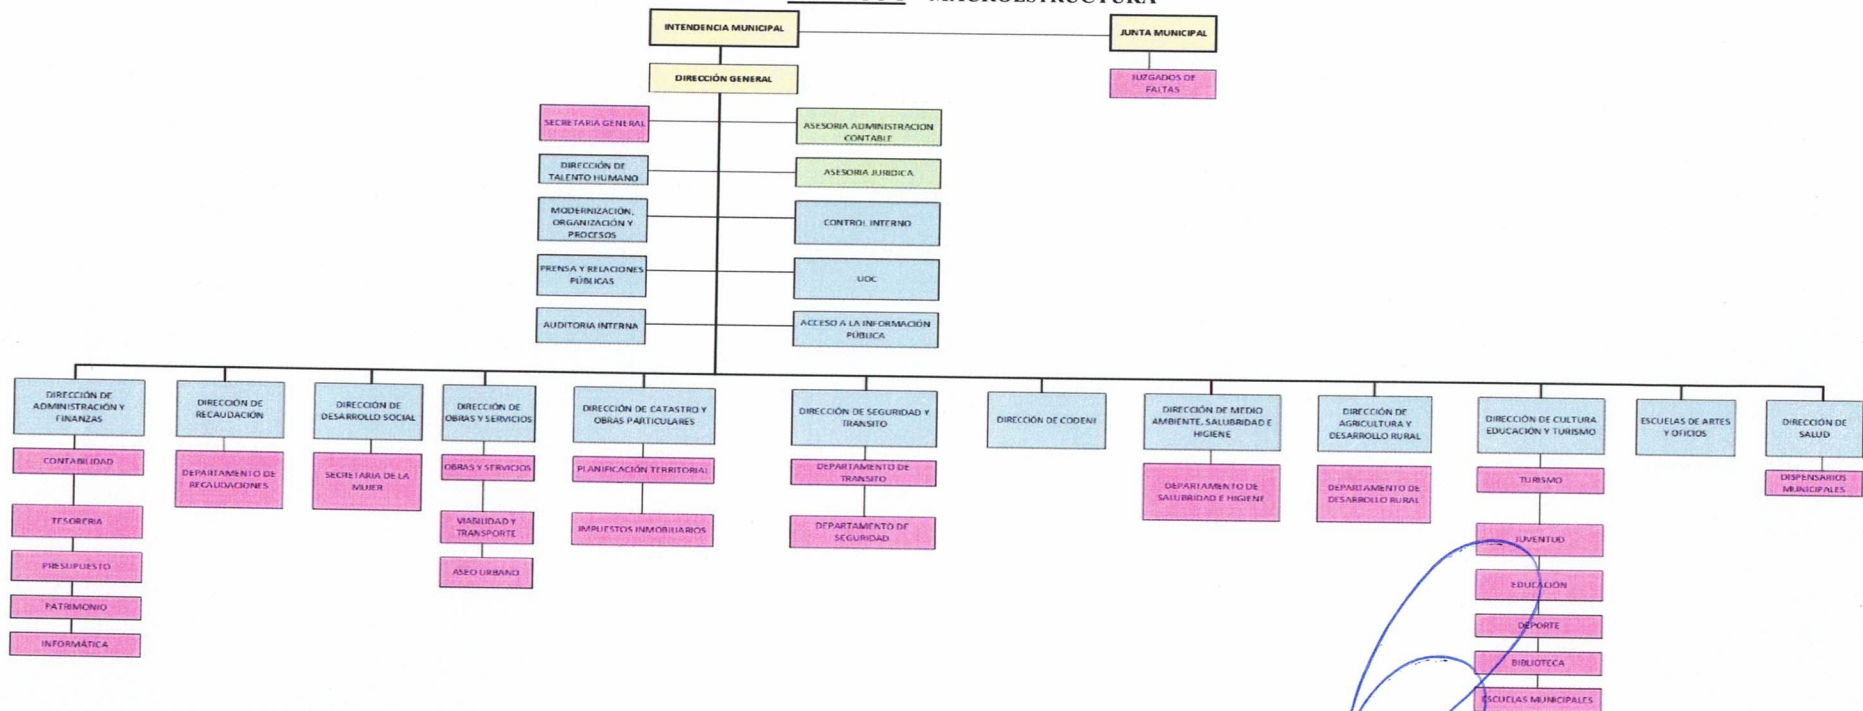 MACROESTRUCTURA
INTENDENCIA MUNICIPAL
JUNTA MUNICIPAL
DIRECCIÓN GENERAL
JUZGADOS DE
FALTAS
SECRETARIA GENERAL
ASESORIA ADMINISTRACION
CONTABLE
DIRECCIÓN DE
TALENTO HUMANO
ASESORIA JURIDICA
MODERNIZACIÓN,
ORGANIZACIÓN Y
PROCESOS
CONTROL INTERNO
PRENSA Y RELACIONES
PÚBLICAS
UOC
AUDITORIA INTERNA
ACCESO A LA INFORMACIÓN
PÚBLICA
DIRECCIÓN DE
ADMINISTRACIÓN Y
FINANZAS
CONTABILIDAD
TESORERIA
PRESUPUESTO
PATRIMONIO
INFORMÁTICA
DIRECCIÓN DE
RECAUDACIÓN
DEPARTAMENTO DE
RECAUDACIONES
DIRECCIÓN DE
DESARROLLO SOCIAL
SECRETARIA DE LA
MUJER
DIRECCIÓN DE
OBRAS Y SERVICIOS
OBRAS Y SERVICIOS
VIABILIDAD Y
TRANSPORTE
ASEO URBANO
DIRECCIÓN DE CATASTRO Y
OBRAS PARTICULARES
PLANIFICACIÓN TERRITORIAL
IMPUESTOS INMOBILIARIOS
DIRECCIÓN DE SEGURIDAD Y
TRANSITO
DEPARTAMENTO DE
TRANSITO
DEPARTAMENTO DE
SEGURIDAD
DIRECCIÓN DE CODENI
DIRECCIÓN DE MEDIO
AMBIENTE, SALUBRIDAD E
HIGIENE
DEPARTAMENTO DE
SALUBRIDAD E HIGIENE
DIRECCIÓN DE
AGRICULTURA Y
DESARROLLO RURAL
DEPARTAMENTO DE
DESARROLLO RURAL
DIRECCIÓN DE CULTURA
EDUCACIÓN Y TURISMO
TURISMO
JUVENTUD
EDUCACIÓN
DEPORTE
BIBLIOTECA
ESCUELAS MUNICIPALES
ESCUELAS DE ARTES
Y OFICIOS
DIRECCIÓN DE
SALUD
DISPENSARIOS
MUNICIPALES